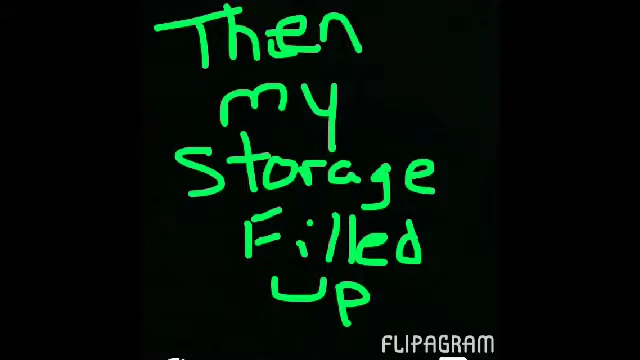 Then
my
Storage
Filled
up
FLIPAGRAM